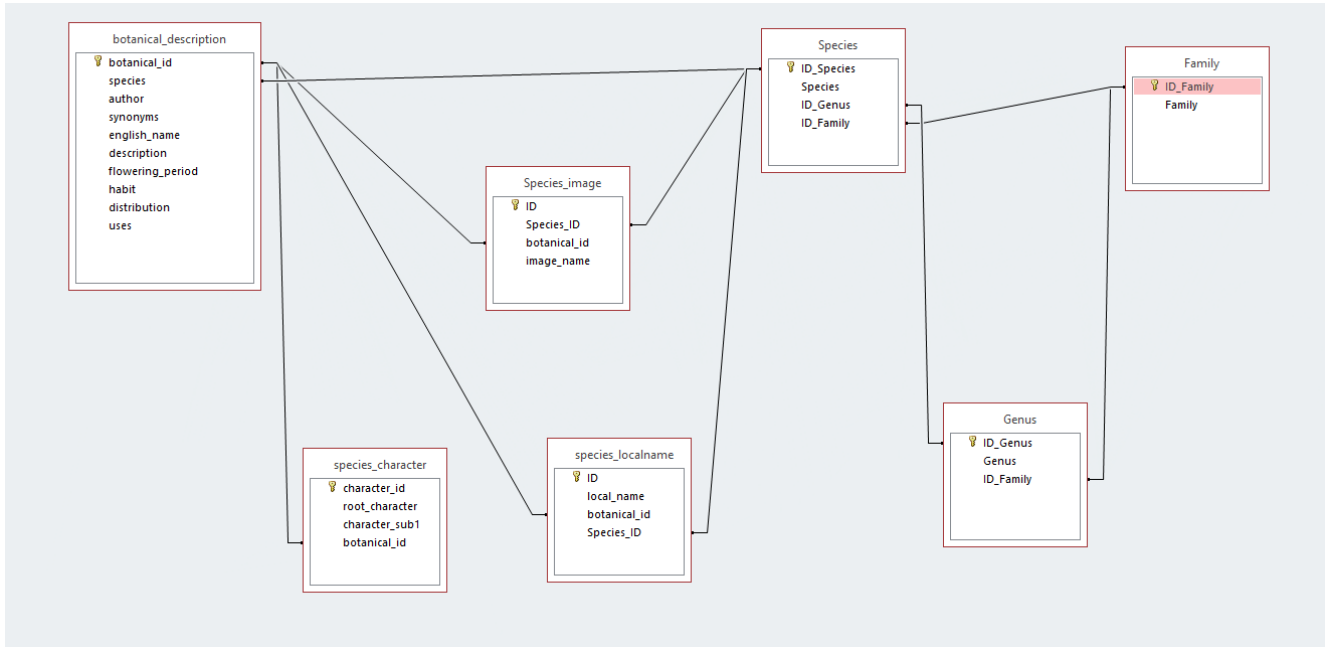 botanical_description
botanical_id
species
author
synonyms
english_name
description
flowering_period
habit
distribution
uses
Species_image
ID
Species_ID
botanical_id
image_name
Species
ID_Species
Species
ID_Genus
ID_Family
Family
ID_Family
Family
species_character
character_id
root_character
character_sub1
botanical_id
species_localname
ID
local_name
botanical_id
Species_ID
Genus
ID_Genus
Genus
ID_Family